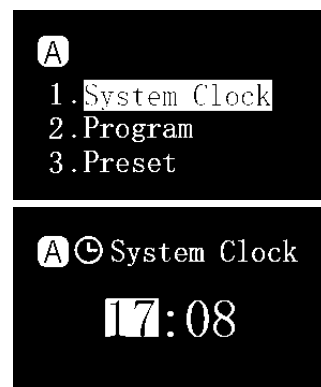 A
1.System Clock
2.Program
3.Preset
A System Clock
17:08